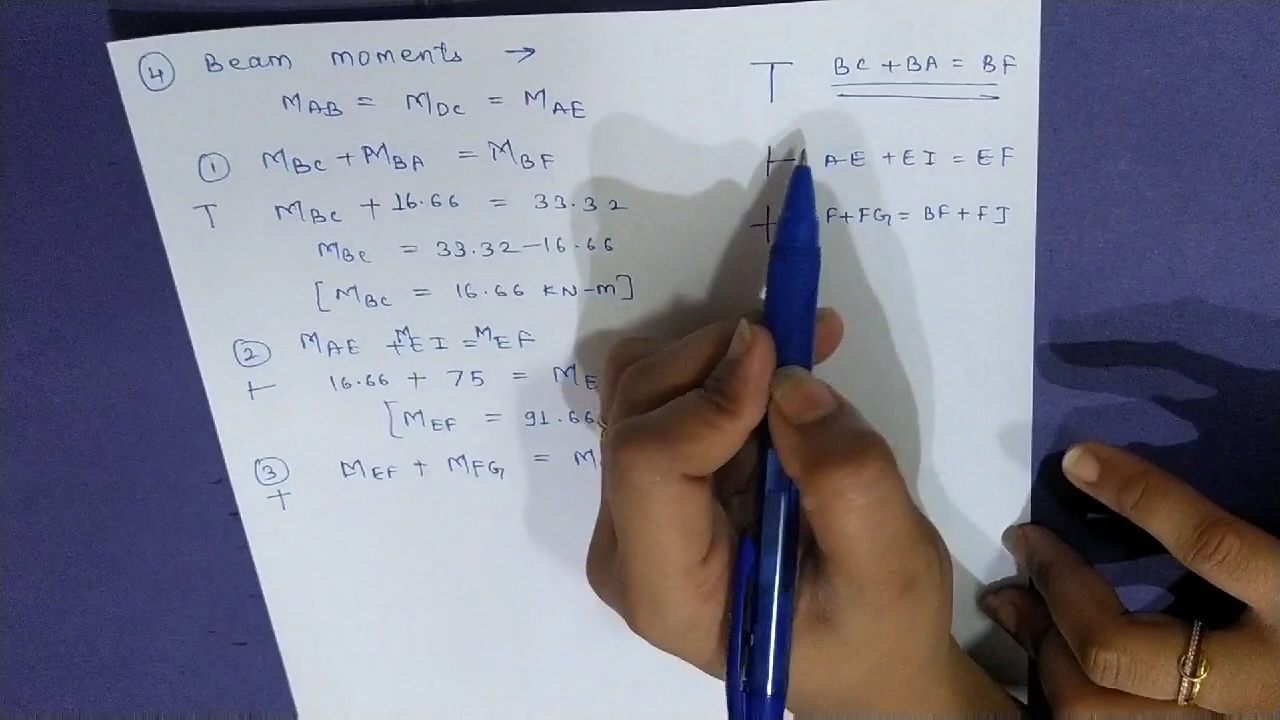 4 Beam moments →
MAB = MDC = MAE
1 MBC + MBA = MBF
T MBC + 16.66 = 33.32
MBC = 33.32 - 16.66
[MBC = 16.66 KN-m]
2 MAE + MEI = MEF
⊢ 16.66 + 75 = ME
[MEF = 91.66
3 MEF + MFG = M
+
T BC + BA = BF
⊢ AE + EI = EF
+ F + FG = BF + FJ